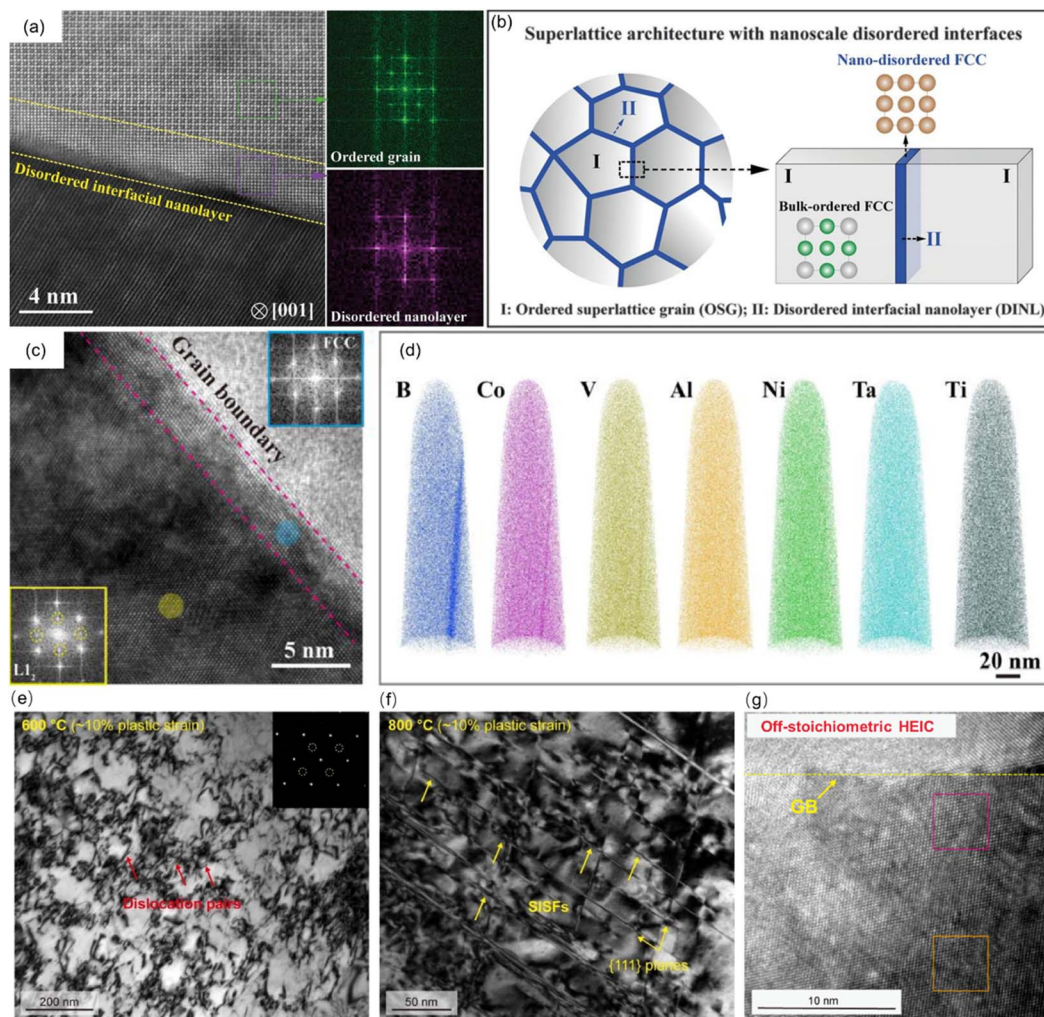 (a)
Ordered grain
Disordered interfacial nanolayer
4 nm
⊗ [001]
Disordered nanolayer
(b)
Superlattice architecture with nanoscale disordered interfaces
Nano-disordered FCC
II
I
I
I
Bulk-ordered FCC
II
I: Ordered superlattice grain (OSG); II: Disordered interfacial nanolayer (DINL)
(c)
FCC
Grain boundary
L1₂
5 nm
(d)
B Co V Al Ni Ta Ti
20 nm
(e)
600 °C (~10% plastic strain)
Dislocation pairs
200 nm
(f)
800 °C (~10% plastic strain)
SISFs
{111} planes
50 nm
(g)
Off-stoichiometric HEIC
GB
10 nm